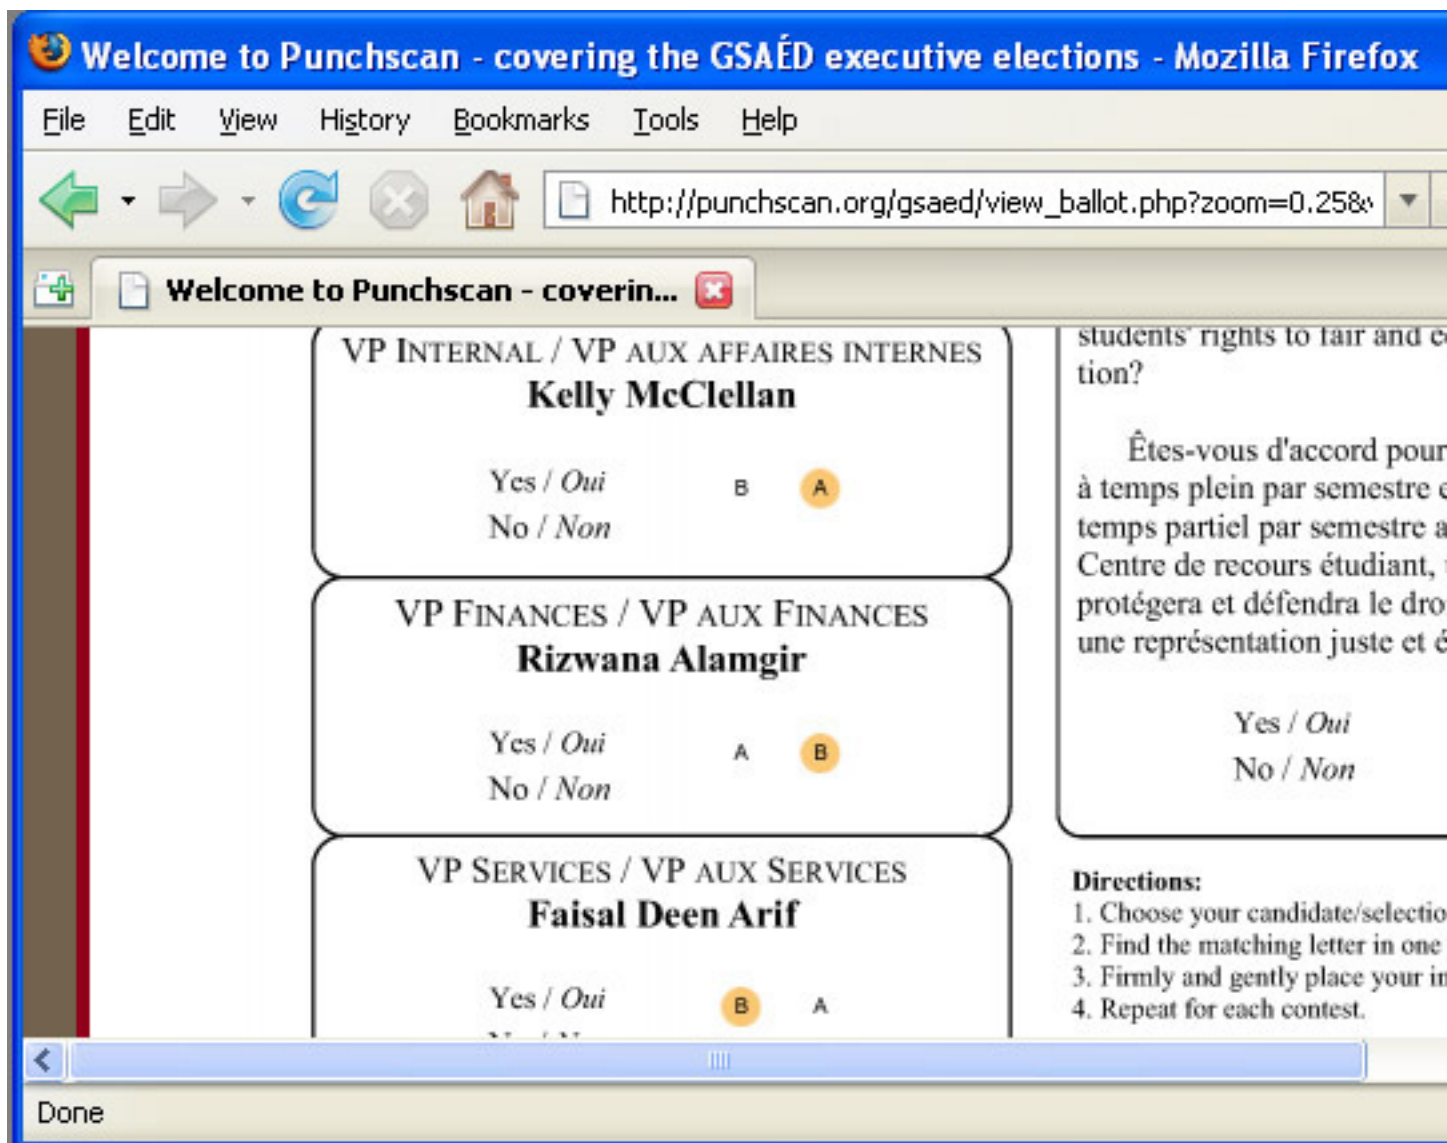 Welcome to Punchscan - covering the GSAÉD executive elections - Mozilla Firefox
File Edit View History Bookmarks Tools Help
http://punchscan.org/gsaed/view_ballot.php?zoom=0.25&
Welcome to Punchscan - coverin...
VP INTERNAL / VP AUX AFFAIRES INTERNES
Kelly McClellan
Yes / Oui B A
No / Non
VP FINANCES / VP AUX FINANCES
Rizwana Alamgir
Yes / Oui A B
No / Non
VP SERVICES / VP AUX SERVICES
Faisal Deen Arif
Yes / Oui B A
students' rights to fair and
tion?
Êtes-vous d'accord pour
à temps plein par semestre
temps partiel par semestre
Centre de recours étudiant,
protégera et défendra le
une représentation juste et
Yes / Oui
No / Non
Directions:
1. Choose your candidate/selectio
2. Find the matching letter in one
3. Firmly and gently place your
4. Repeat for each contest.
Done